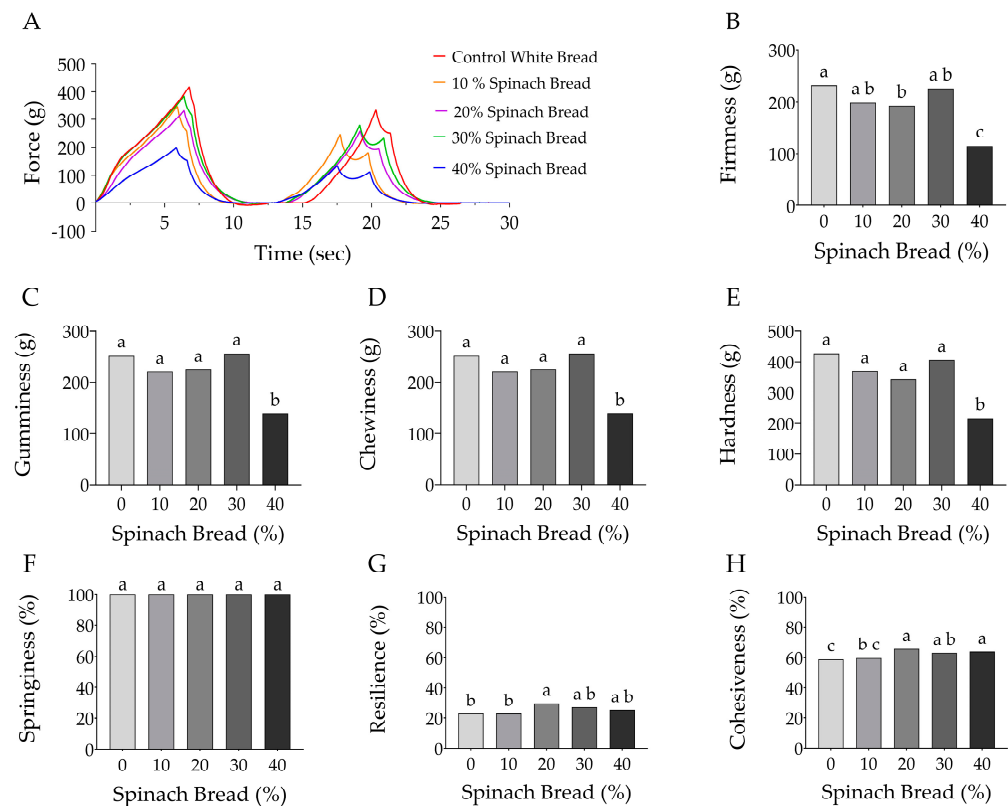 A
500
400
300
200
100
0
-100
Force (g)
0
5
10
15
20
25
30
Time (sec)
Control White Bread
10 % Spinach Bread
20% Spinach Bread
30% Spinach Bread
40% Spinach Bread
B
300
200
100
0
Firmness (g)
a
a b
b
a b
c
0 10 20 30 40
Spinach Bread (%)
C
300
200
100
0
Gumminess (g)
a
a
a
a
b
0 10 20 30 40
Spinach Bread (%)
D
300
200
100
0
Chewiness (g)
a
a
a
a
b
0 10 20 30 40
Spinach Bread (%)
E
500
400
300
200
100
0
Hardness (g)
a
a
a
a
b
0 10 20 30 40
Spinach Bread (%)
F
100
80
60
40
20
0
Springiness (%)
a a a a a
0 10 20 30 40
Spinach Bread (%)
G
100
80
60
40
20
0
Resilience (%)
b
b
a
a b
a b
0 10 20 30 40
Spinach Bread (%)
H
100
80
60
40
20
0
Cohesiveness (%)
c
b c
a
a b
a
0 10 20 30 40
Spinach Bread (%)